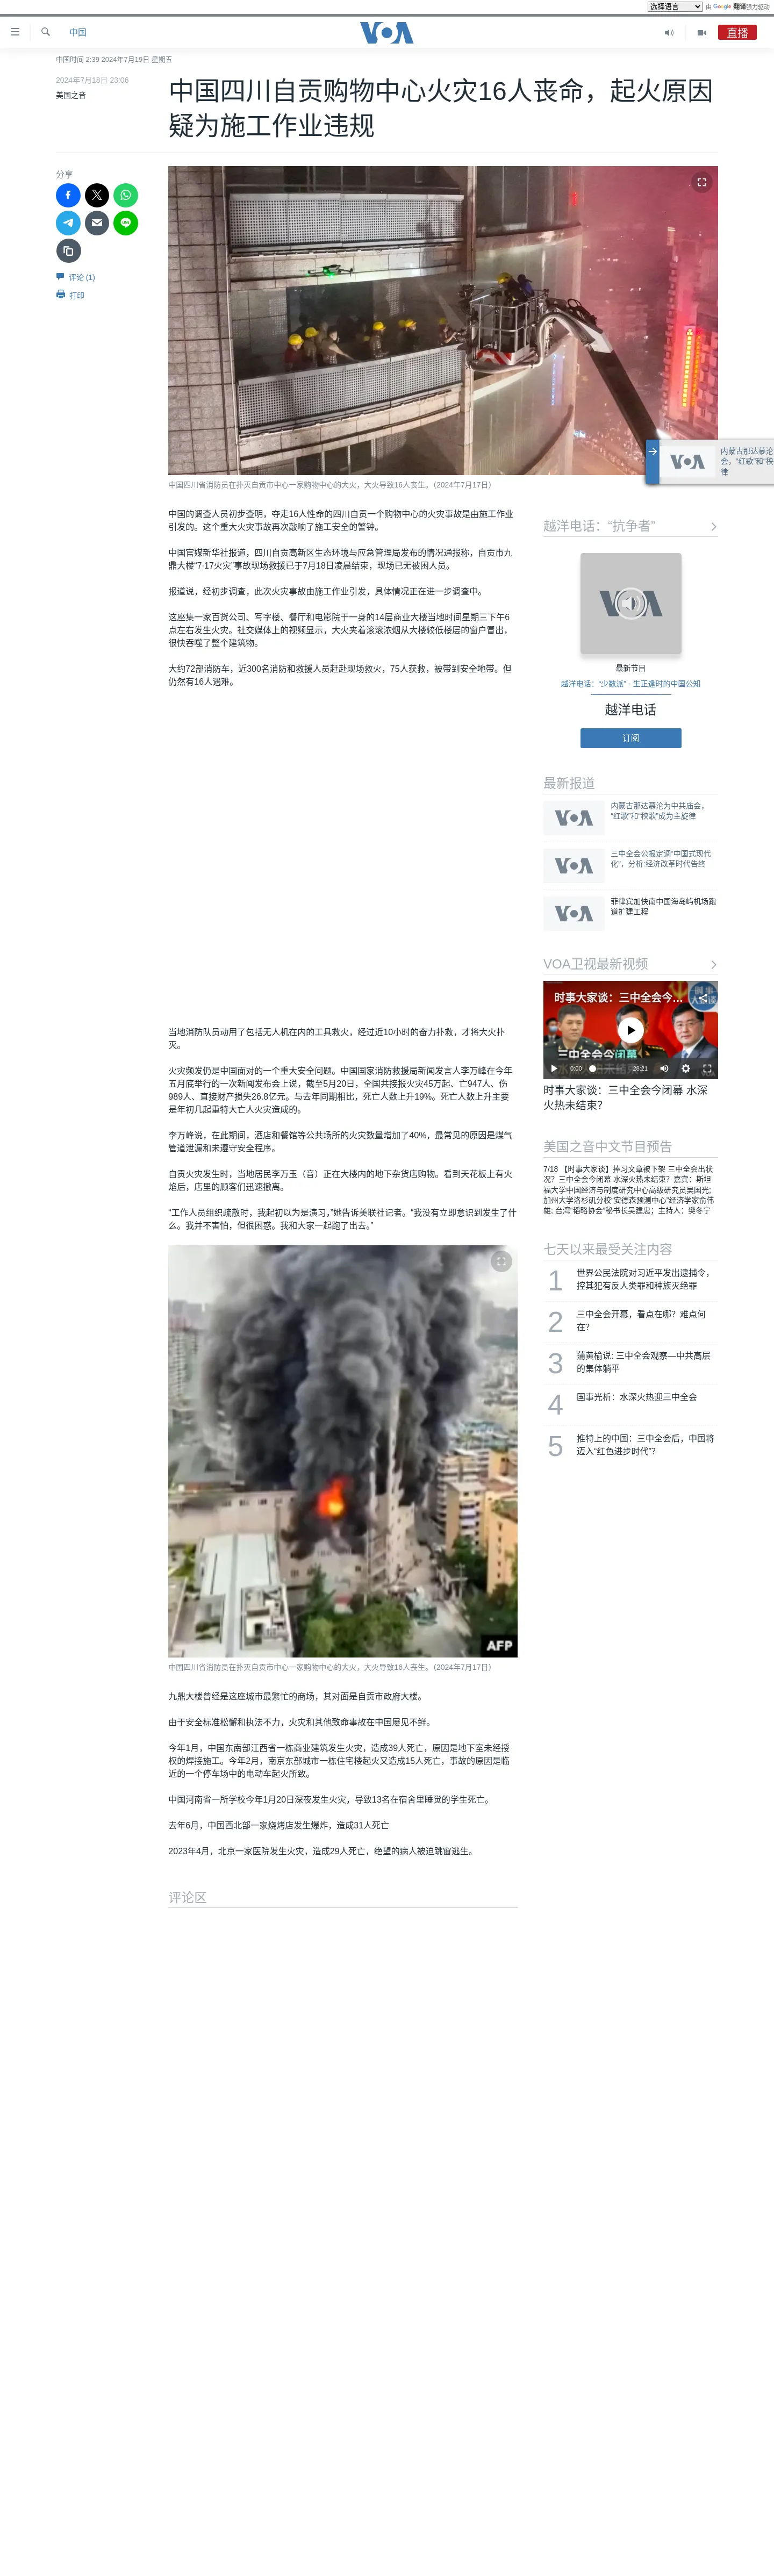 选择语言
由 Google 翻译强力驱动
中国
VOA
直播
中国时间 2:39 2024年7月19日 星期五
2024年7月18日 23:06
美国之音
中国四川自贡购物中心火灾16人丧命，起火原因
疑为施工作业违规
分享
评论 (1)
打印
中国四川省消防员在扑灭自贡市中心一家购物中心的大火，大火导致16人丧生。（2024年7月17日）
内蒙古那达慕沦
会，“红歌”和“秧
律
中国的调查人员初步查明，夺走16人性命的四川自贡一个购物中心的火灾事故是由施工作业
引发的。这个重大火灾事故再次敲响了施工安全的警钟。
中国官媒新华社报道，四川自贡高新区生态环境与应急管理局发布的情况通报称，自贡市九
鼎大楼“7·17火灾”事故现场救援已于7月18日凌晨结束，现场已无被困人员。
报道说，经初步调查，此次火灾事故由施工作业引发，具体情况正在进一步调查中。
这座集一家百货公司、写字楼、餐厅和电影院于一身的14层商业大楼当地时间星期三下午6
点左右发生火灾。社交媒体上的视频显示，大火夹着滚滚浓烟从大楼较低楼层的窗户冒出，
很快吞噬了整个建筑物。
大约72部消防车，近300名消防和救援人员赶赴现场救火，75人获救，被带到安全地带。但
仍然有16人遇难。
当地消防队员动用了包括无人机在内的工具救火，经过近10小时的奋力扑救，才将大火扑
灭。
火灾频发仍是中国面对的一个重大安全问题。中国国家消防救援局新闻发言人李万峰在今年
五月底举行的一次新闻发布会上说，截至5月20日，全国共接报火灾45万起、亡947人、伤
989人、直接财产损失26.8亿元。与去年同期相比，死亡人数上升19%。死亡人数上升主要
是年初几起重特大亡人火灾造成的。
李万峰说，在此期间，酒店和餐馆等公共场所的火灾数量增加了40%，最常见的原因是煤气
管道泄漏和未遵守安全程序。
自贡火灾发生时，当地居民李万玉（音）正在大楼内的地下杂货店购物。看到天花板上有火
焰后，店里的顾客们迅速撤离。
“工作人员组织疏散时，我起初以为是演习，”她告诉美联社记者。“我没有立即意识到发生了什
么。我并不害怕，但很困惑。我和大家一起跑了出去。”
AFP
中国四川省消防员在扑灭自贡市中心一家购物中心的大火，大火导致16人丧生。（2024年7月17日）
九鼎大楼曾经是这座城市最繁忙的商场，其对面是自贡市政府大楼。
由于安全标准松懈和执法不力，火灾和其他致命事故在中国屡见不鲜。
今年1月，中国东南部江西省一栋商业建筑发生火灾，造成39人死亡，原因是地下室未经授
权的焊接施工。今年2月，南京东部城市一栋住宅楼起火又造成15人死亡，事故的原因是临
近的一个停车场中的电动车起火所致。
中国河南省一所学校今年1月20日深夜发生火灾，导致13名在宿舍里睡觉的学生死亡。
去年6月，中国西北部一家烧烤店发生爆炸，造成31人死亡
2023年4月，北京一家医院发生火灾，造成29人死亡，绝望的病人被迫跳窗逃生。
评论区
越洋电话：“抗争者”
VOA
最新节目
越洋电话：“少数派” - 生正逢时的中国公知
越洋电话
订阅
最新报道
VOA
内蒙古那达慕沦为中共庙会，
“红歌”和“秧歌”成为主旋律
VOA
三中全会公报定调“中国式现代
化”，分析:经济改革时代告终
VOA
菲律宾加快南中国海岛屿机场跑
道扩建工程
VOA卫视最新视频
时事大家谈：三中全会今…
三中全会今闭幕
0:00
26:21
时事大家谈：三中全会今闭幕 水深
火热未结束？
美国之音中文节目预告
7/18 【时事大家谈】捧习文章被下架 三中全会出状
况？三中全会今闭幕 水深火热未结束？嘉宾：斯坦
福大学中国经济与制度研究中心高级研究员吴国光;
加州大学洛杉矶分校“安德森预测中心”经济学家俞伟
雄; 台湾“韬略协会”秘书长吴建忠；主持人：樊冬宁
七天以来最受关注内容
1
世界公民法院对习近平发出逮捕令，
控其犯有反人类罪和种族灭绝罪
2
三中全会开幕，看点在哪？难点何
在？
3
蒲黄榆说: 三中全会观察—中共高层
的集体躺平
4
国事光析：水深火热迎三中全会
5
推特上的中国：三中全会后，中国将
迈入“红色进步时代”？